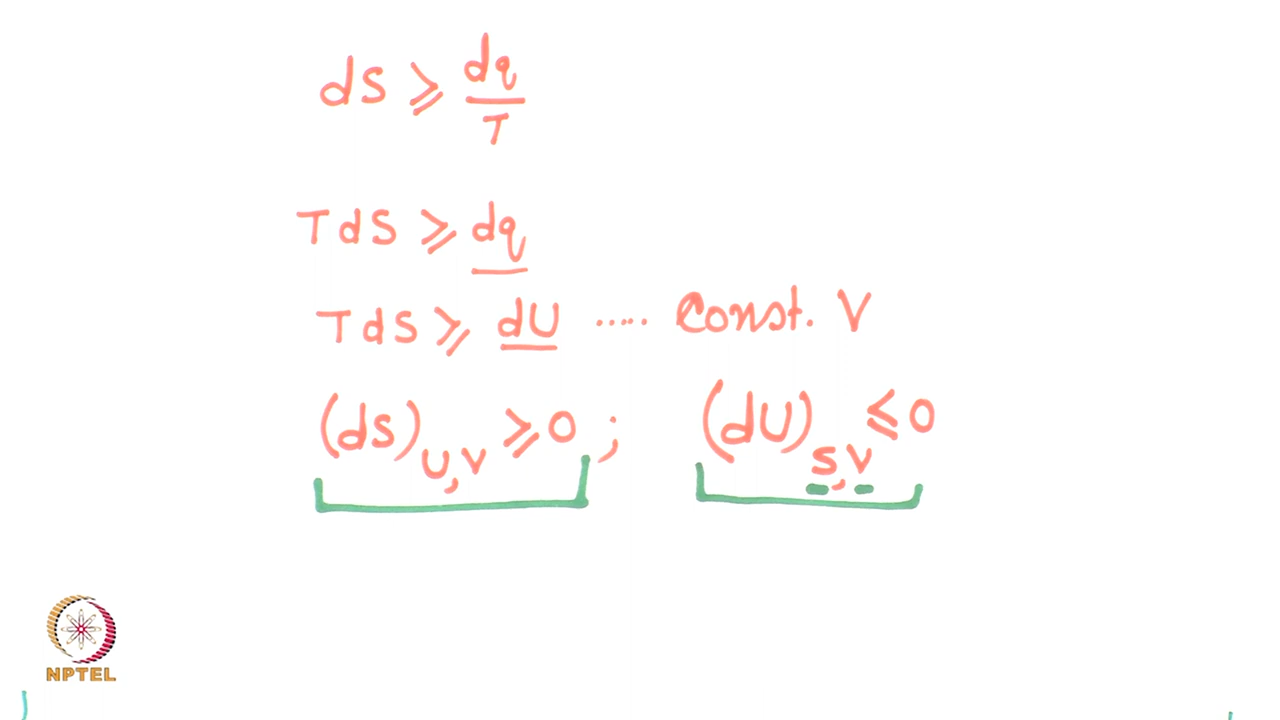 dS ⩾ dq/T
TdS ⩾ dq
TdS ⩾ dU ..... Const. V
(dS)U,V ⩾ 0 ; (dU)S,V ≤ 0
NPTEL